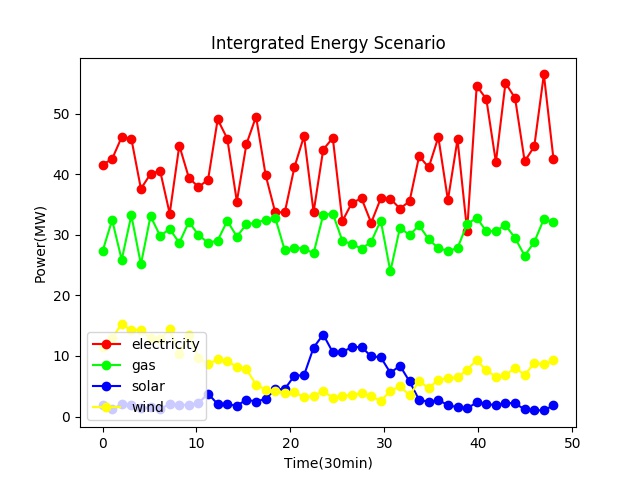 Intergrated Energy Scenario
Power(MW)
50
40
30
20
10
0
electricity
gas
solar
wind
0 10 20 30 40 50
Time(30min)